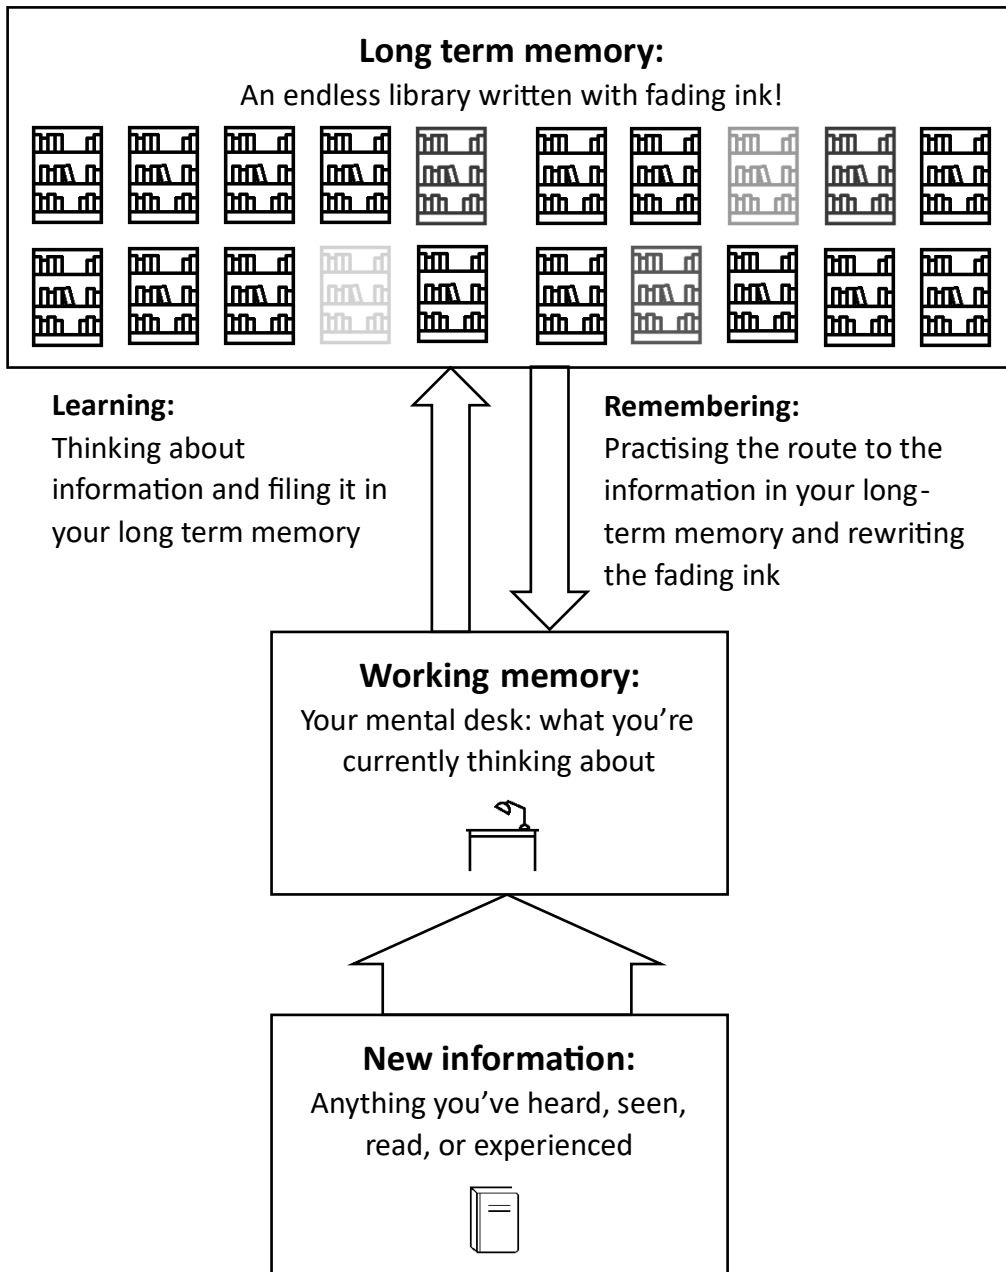 Long term memory:
An endless library written with fading ink!
Learning:
Thinking about
information and filing it in
your long term memory
Remembering:
Practising the route to the
information in your long-
term memory and rewriting
the fading ink
Working memory:
Your mental desk: what you’re
currently thinking about
New information:
Anything you’ve heard, seen,
read, or experienced